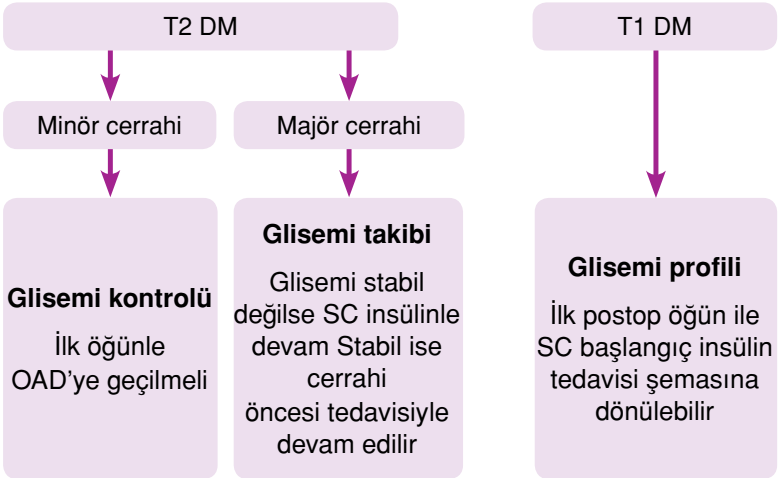 T2 DM
T1 DM
Minör cerrahi
Majör cerrahi
Glisemi kontrolü
İlk öğünle
OAD’ye geçilmeli
Glisemi takibi
Glisemi stabil
değilse SC insülinle
devam Stabil ise
cerrahi
öncesi tedavisiyle
devam edilir
Glisemi profili
İlk postop öğün ile
SC başlangıç insülin
tedavisi şemasına
dönülebilir